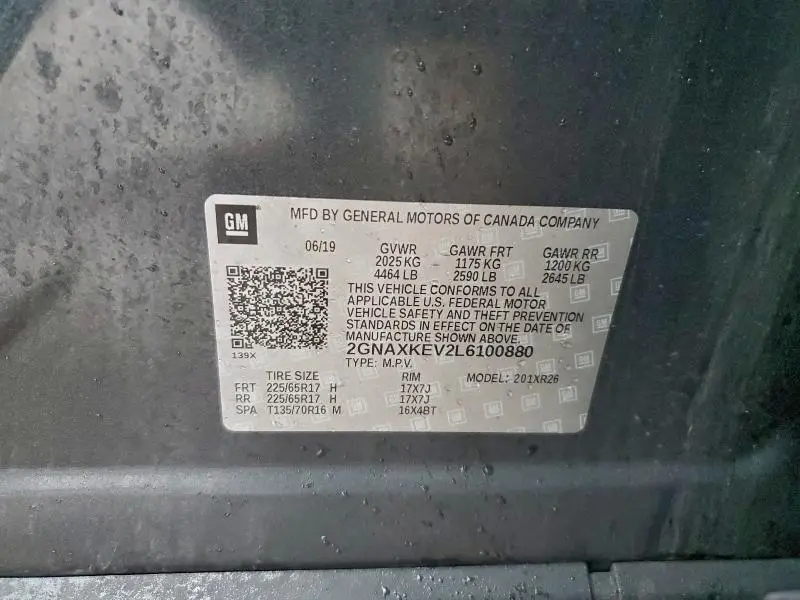 GM
MFD BY GENERAL MOTORS OF CANADA COMPANY
06/19 GVWR GAWR FRT GAWR RR
2025 KG 1175 KG 1200 KG
4464 LB 2590 LB 2645 LB
THIS VEHICLE CONFORMS TO ALL
APPLICABLE U.S. FEDERAL MOTOR
VEHICLE SAFETY AND THEFT PREVENTION
STANDARDS IN EFFECT ON THE DATE OF
MANUFACTURE SHOWN ABOVE.
139X
2GNAXKEV2L6100880
TYPE: M.P.V.
TIRE SIZE RIM MODEL: 201XR26
FRT 225/65R17 H 17X7J
RR 225/65R17 H 17X7J
SPA T135/70R16 M 16X4BT